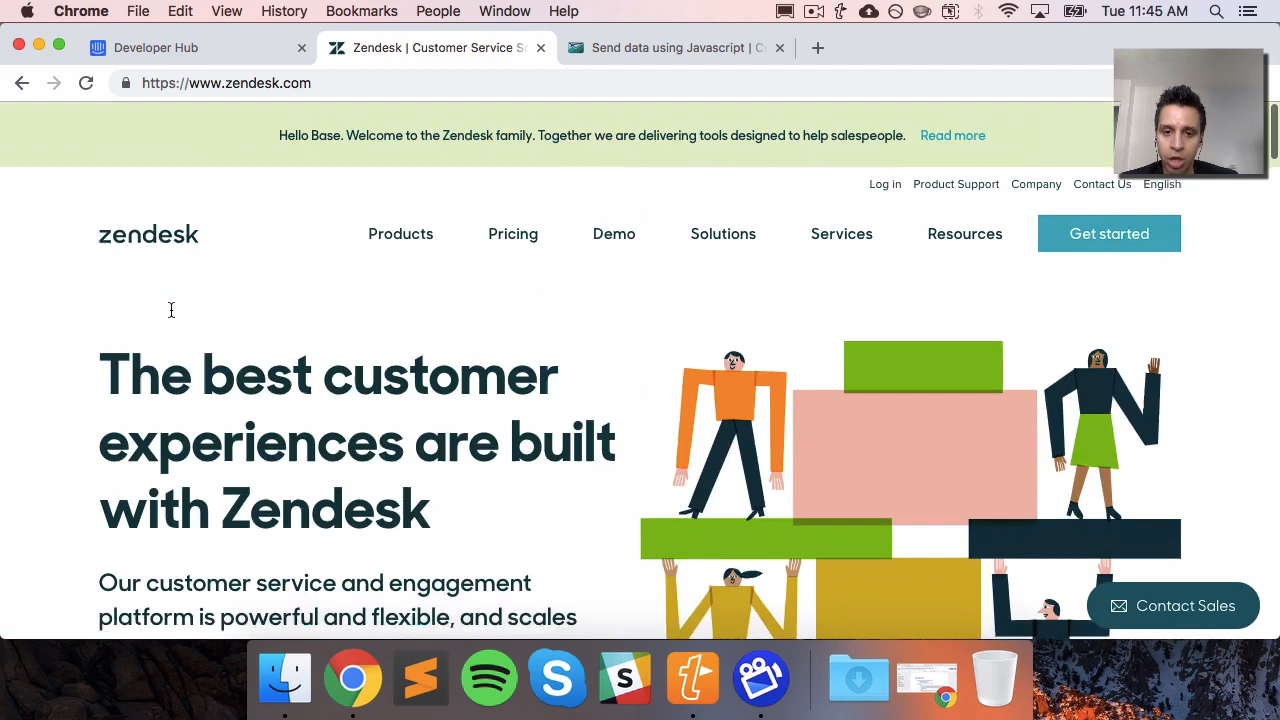 Chrome File Edit View History Bookmarks People Window Help Tue 11:45 AM
Developer Hub Zendesk | Customer Service So Send data using Javascript | C
https://www.zendesk.com
Hello Base. Welcome to the Zendesk family. Together we are delivering tools designed to help salespeople. Read more
Log in Product Support Company Contact Us English
zendesk Products Pricing Demo Solutions Services Resources Get started
The best customer
experiences are built
with Zendesk
Our customer service and engagement
platform is powerful and flexible, and scales
Contact Sales
S S